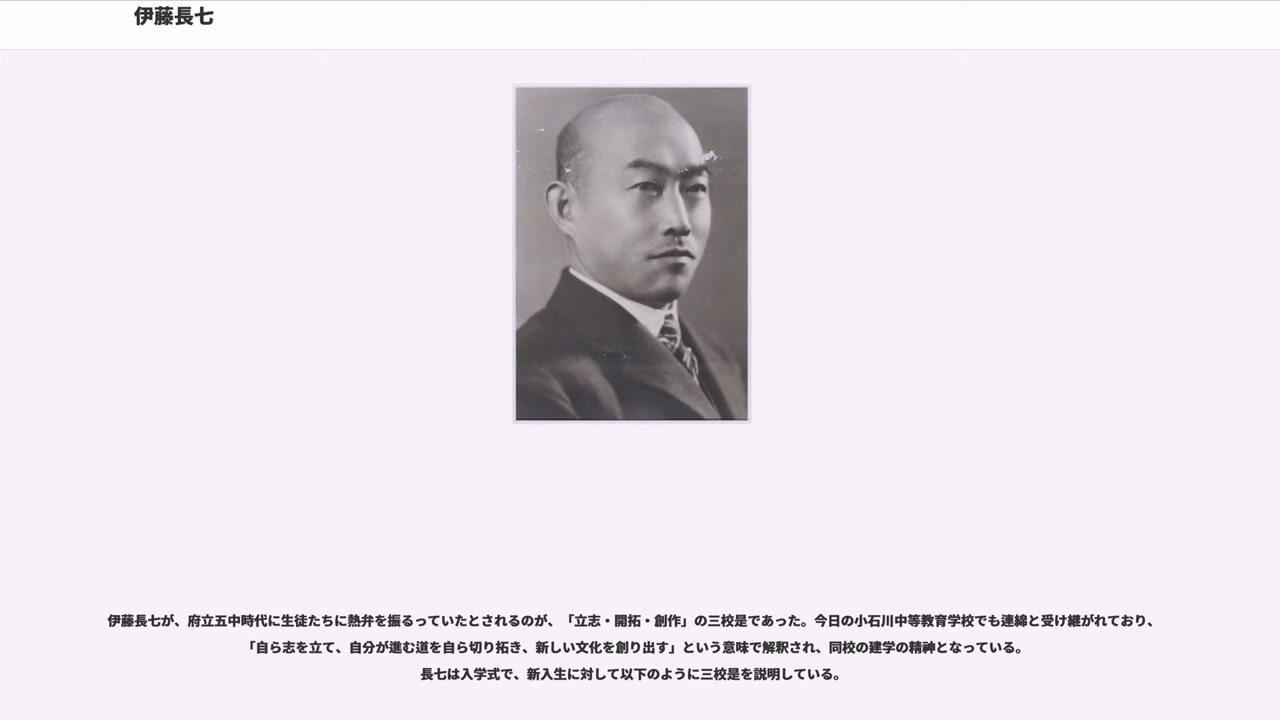 伊藤長七
伊藤長七が、府立五中時代に生徒たちに熱弁を振るっていたとされるのが、「立志・開拓・創作」の三校是であった。今日の小石川中等教育学校でも連綿と受け継がれており、
「自ら志を立て、自分が進む道を自ら切り拓き、新しい文化を創り出す」という意味で解釈され、同校の建学の精神となっている。
長七は入学式で、新入生に対して以下のように三校是を説明している。